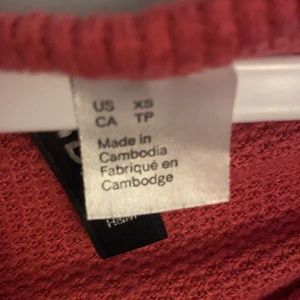 US XS
CA TP
Made in
Cambodia
Fabriqué en
Cambodge